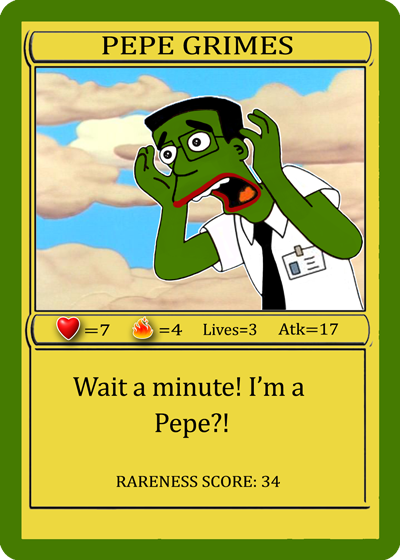 PEPE GRIMES
=7 =4 Lives=3 Atk=17
Wait a minute! I'm a
Pepe?!
RARENESS SCORE: 34